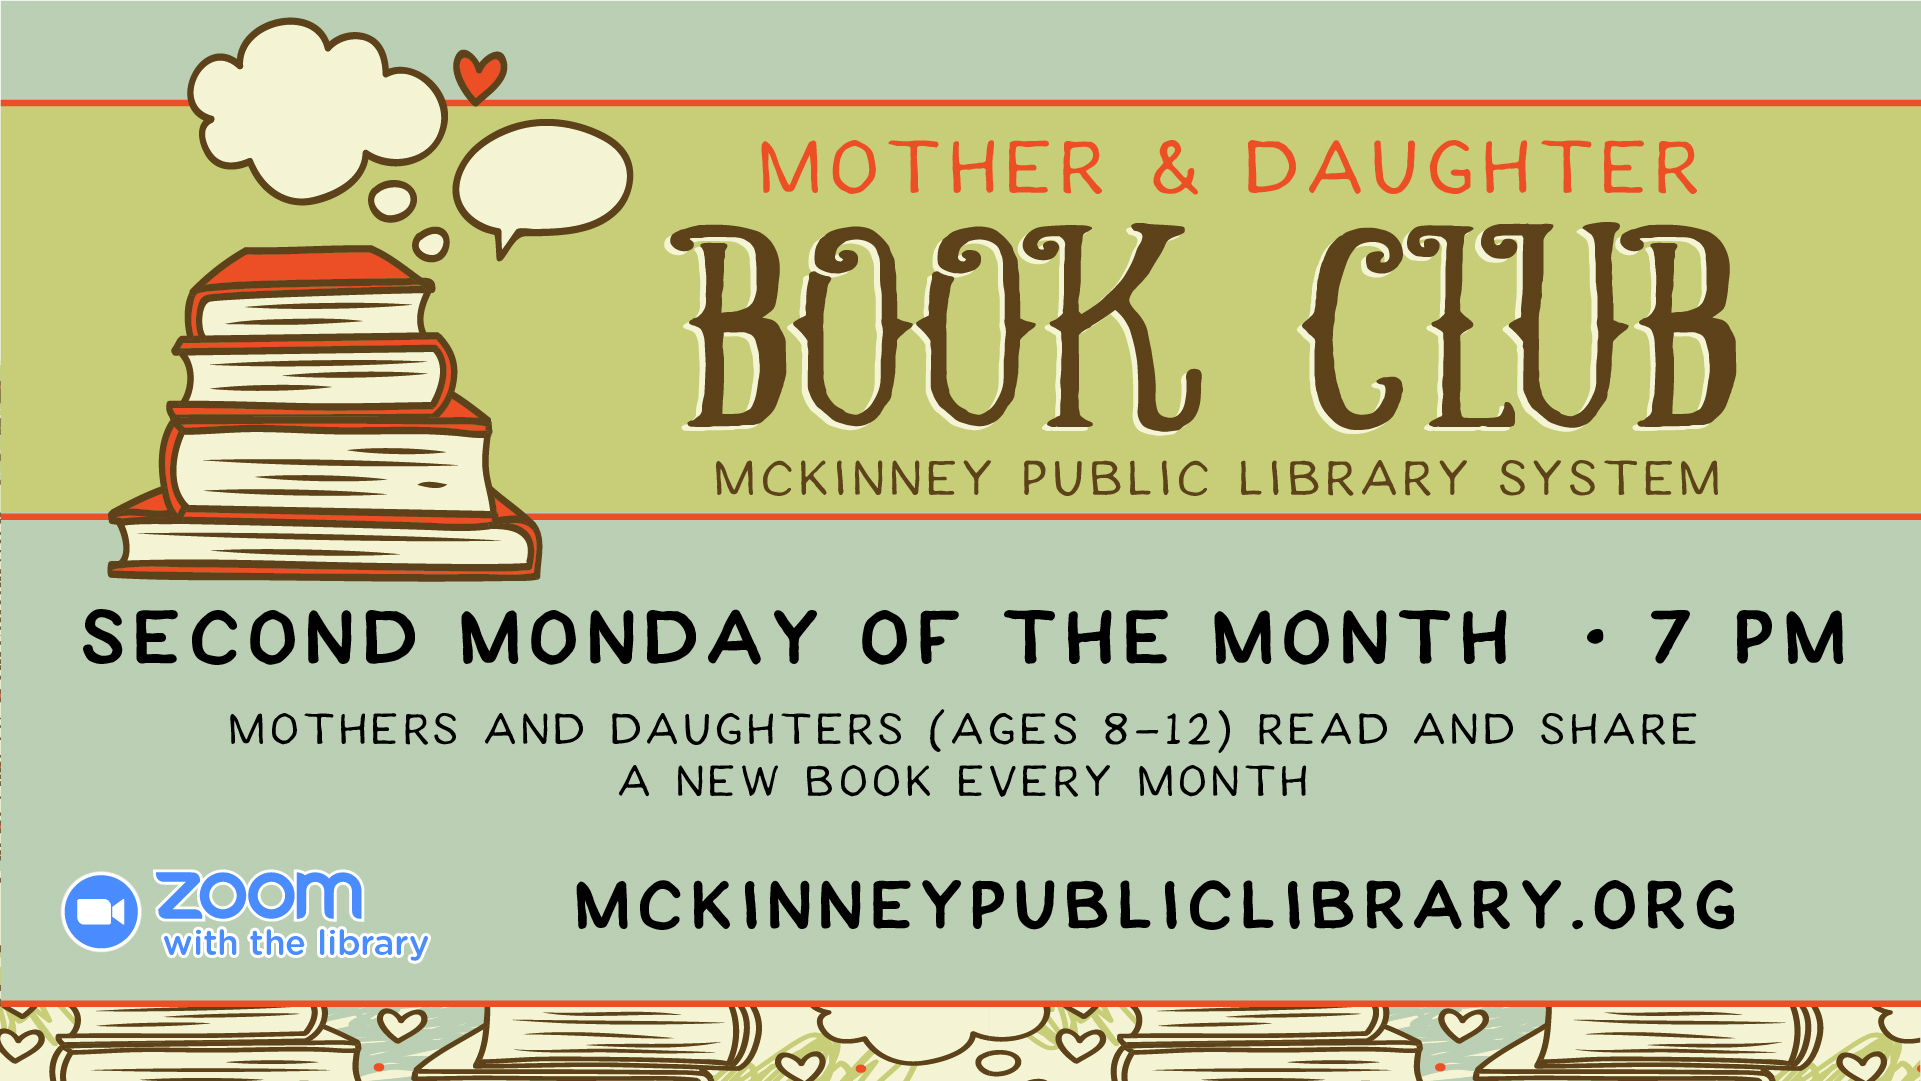 MOTHER & DAUGHTER
BOOK CLUB
MCKINNEY PUBLIC LIBRARY SYSTEM
SECOND MONDAY OF THE MONTH • 7 PM
MOTHERS AND DAUGHTERS (AGES 8-12) READ AND SHARE
A NEW BOOK EVERY MONTH
zoom
with the library
MCKINNEYPUBLICLIBRARY.ORG